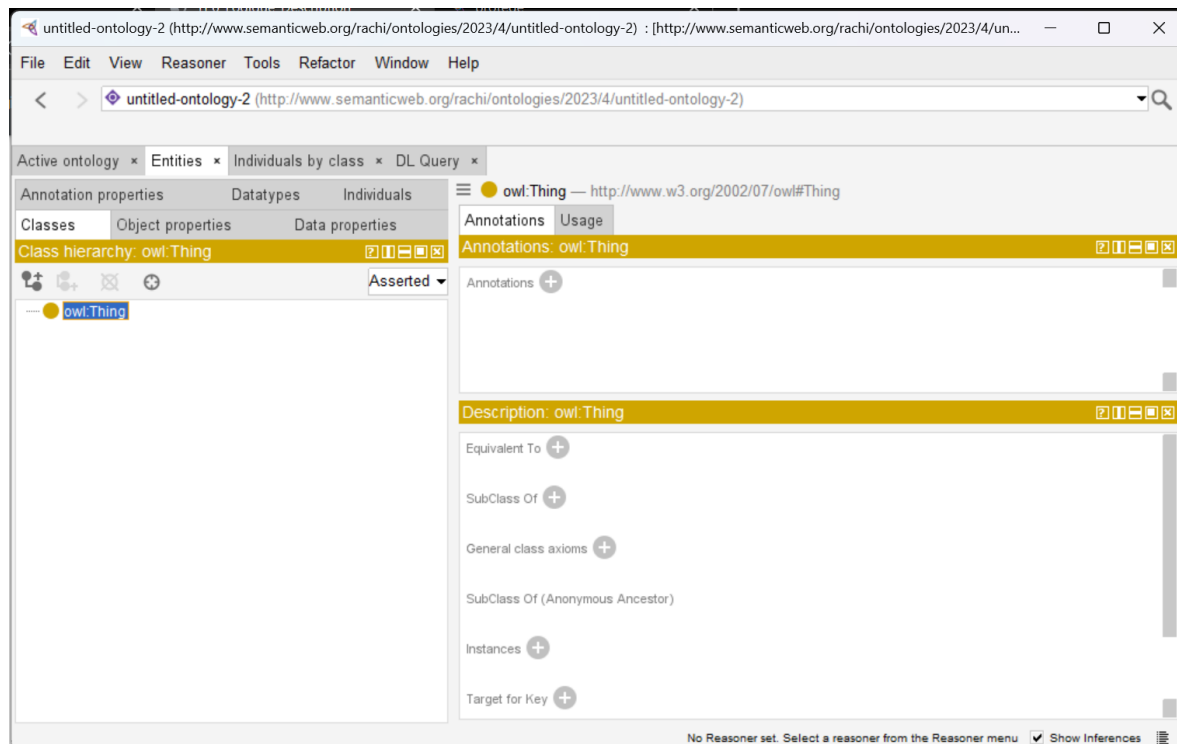 untitled-ontology-2 (http://www.semanticweb.org/rachi/ontologies/2023/4/untitled-ontology-2) : [http://www.semanticweb.org/rachi/ontologies/2023/4/un...
File Edit View Reasoner Tools Refactor Window Help
untitled-ontology-2 (http://www.semanticweb.org/rachi/ontologies/2023/4/untitled-ontology-2)
Active ontology × Entities × Individuals by class × DL Query ×
Annotation properties Datatypes Individuals
Classes Object properties Data properties
Class hierarchy: owl:Thing
Asserted
owl:Thing
owl:Thing — http://www.w3.org/2002/07/owl#Thing
Annotations Usage
Annotations: owl:Thing
Annotations
Description: owl:Thing
Equivalent To
SubClass Of
General class axioms
SubClass Of (Anonymous Ancestor)
Instances
Target for Key
No Reasoner set. Select a reasoner from the Reasoner menu Show Inferences